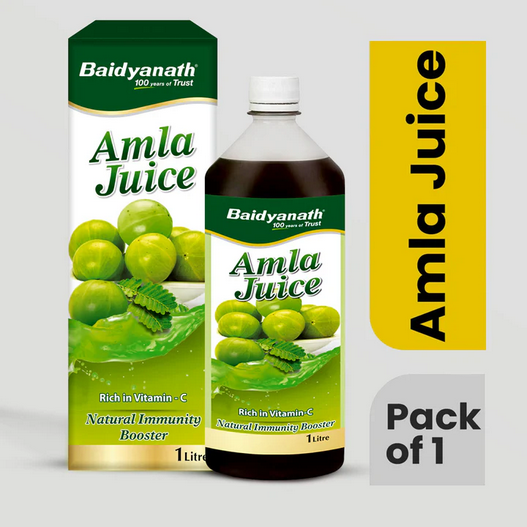 Baidyanath®
100 years of Trust
Amla
Juice
Rich in Vitamin - C
Natural Immunity
Booster
1 Litre
Baidyanath®
100 years of Trust
Amla
Juice
Rich in Vitamin-C
Natural Immunity Booster
1 Litre
Amla Juice
Pack
of 1